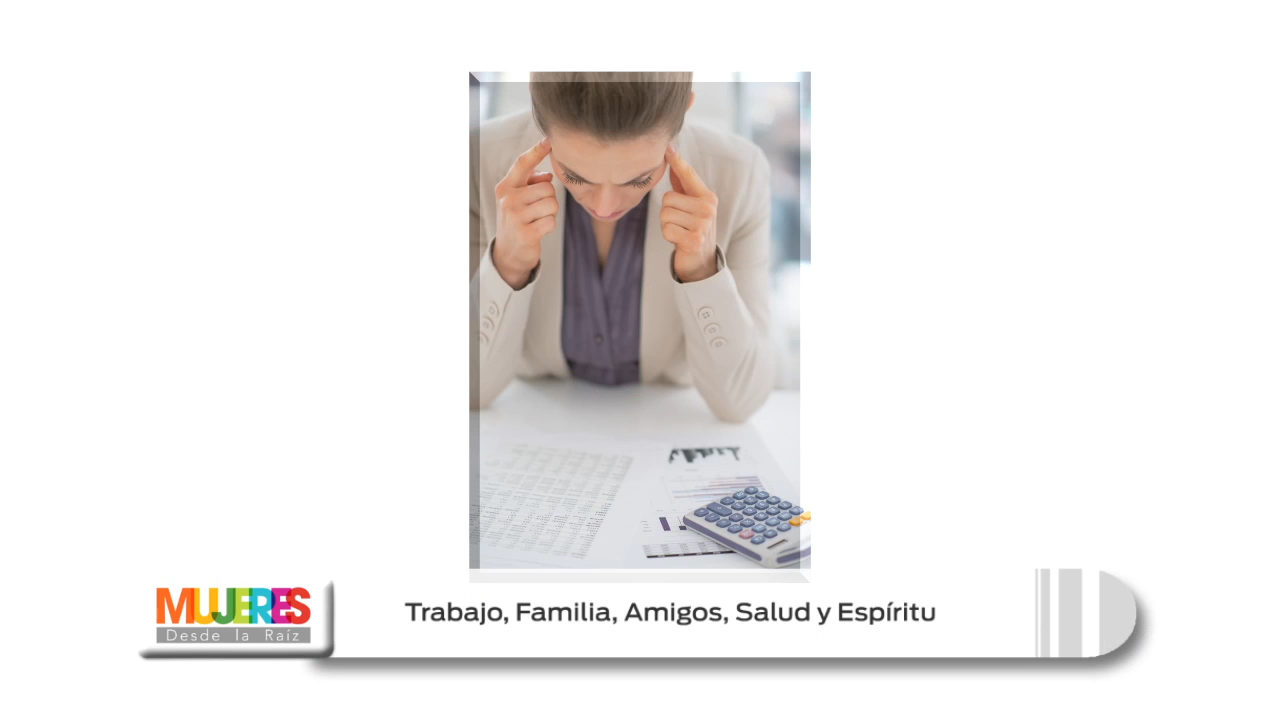 MUJERES
Desde la Raíz
Trabajo, Familia, Amigos, Salud y Espíritu